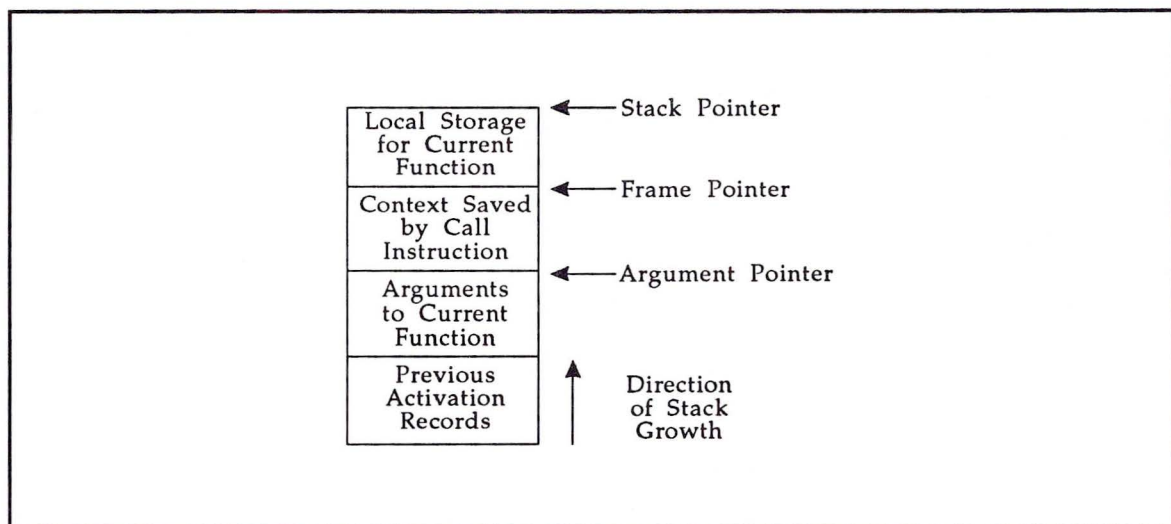 Local Storage
for Current
Function
Stack Pointer
Context Saved
by Call
Instruction
Frame Pointer
Arguments
to Current
Function
Argument Pointer
Previous
Activation
Records
Direction
of Stack
Growth